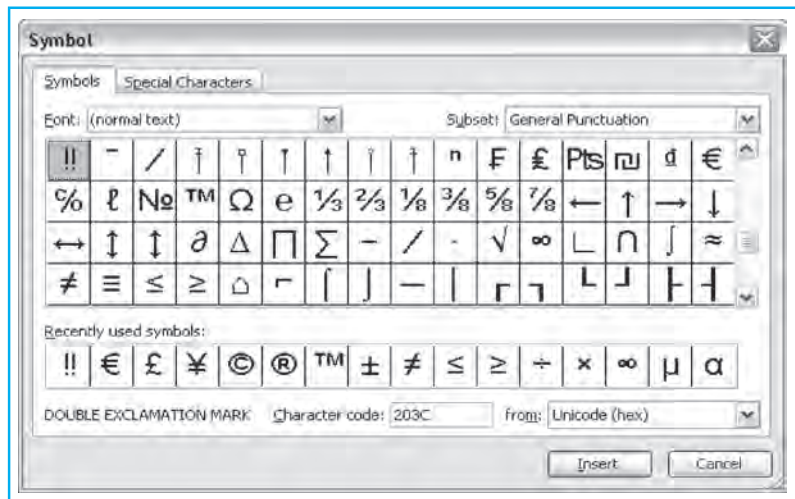 Symbol
Symbols Special Characters
Font: (normal text) Subset: General Punctuation
‼ ⁿ ₣ ₤ Pts ₪ ₫ €
℅ ℓ № ™ Ω ℮ ⅓ ⅔ ⅛ ⅜ ⅝ ⅞ ← ↑ → ↓
↔ ↕ ↨ ∂ ∆ ∏ ∑ − ∕ ∙ √ ∞ ∟ ∩ ∫ ≈
≠ ≡ ≤ ≥ ⌂ ⌐ ⌠ ⌡ ─ │ ┌ ┐ └ ┘ ├ ┤
Recently used symbols:
‼ € £ ¥ © ® ™ ± ≠ ≤ ≥ ÷ × ∞ µ α
DOUBLE EXCLAMATION MARK Character code: 203C from: Unicode (hex)
Insert Cancel